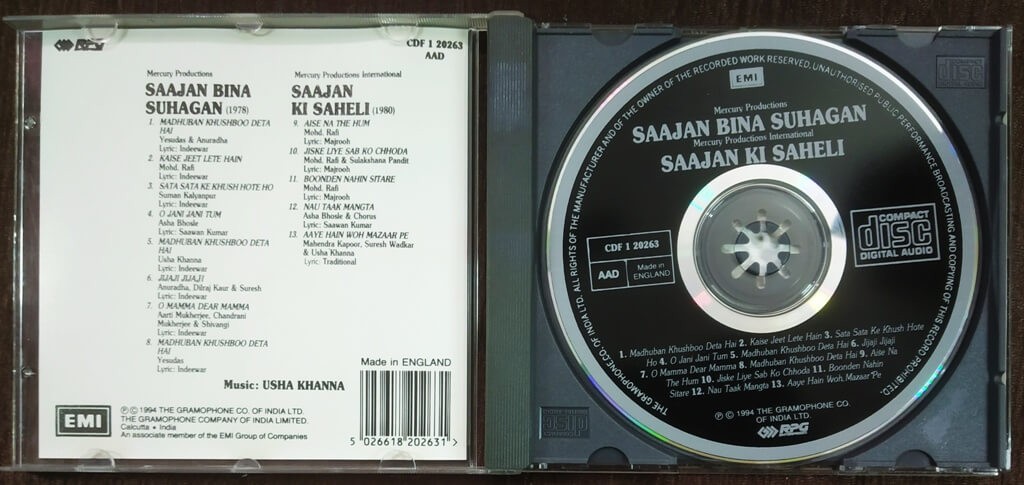 RPG
CDF 1 20263
AAD
Mercury Productions
SAAJAN BINA
SUHAGAN (1978)
1. MADHUBAN KHUSHBOO DETA
HAI
Yesudas & Anuradha
Lyric: Indeewar
2. KAISE JEET LETE HAIN
Mohd. Rafi
Lyric: Indeewar
3. SATA SATA KE KHUSH HOTE HO
Suman Kalyanpur
Lyric: Indeewar
4. O JANI JANI TUM
Asha Bhosle
Lyric: Saawan Kumar
5. MADHUBAN KHUSHBOO DETA
HAI
Usha Khanna
Lyric: Indeewar
6. JIJAJI JIJAJI
Anuradha, Dilraj Kaur & Suresh
Lyric: Indeewar
7. O MAMMA DEAR MAMMA
Aarti Mukherjee, Chandrani
Mukherjee & Shivangi
Lyric: Indeewar
8. MADHUBAN KHUSHBOO DETA
HAI
Yesudas
Lyric: Indeewar
Mercury Productions International
SAAJAN
KI SAHELI (1980)
9. AISE NA THE HUM
Mohd. Rafi
Lyric: Majrooh
10. JISKE LIYE SAB KO CHHODA
Mohd. Rafi & Sulakshana Pandit
Lyric: Majrooh
11. BOONDEN NAHIN SITARE
Mohd. Rafi
Lyric: Majrooh
12. NAU TAAK MANGTA
Asha Bhosle & Chorus
Lyric: Saawan Kumar
13. AAYE HAIN WOH MAZAAR PE
Mahendra Kapoor, Suresh Wadkar
& Usha Khanna
Lyric: Traditional
Music: USHA KHANNA
Made in ENGLAND
5 026618 202631 >
EMI
℗ © 1994 THE GRAMOPHONE CO. OF INDIA LTD.
THE GRAMOPHONE COMPANY OF INDIA LIMITED.
Calcutta • India
An associate member of the EMI Group of Companies
THE GRAMOPHONE CO. OF INDIA LTD. ALL RIGHTS OF THE MANUFACTURER AND OF THE OWNER OF THE RECORDED WORK RESERVED. UNAUTHORISED PUBLIC PERFORMANCE BROADCASTING AND COPYING OF THIS RECORD PROHIBITED.
EMI
Mercury Productions
SAAJAN BINA SUHAGAN
Mercury Productions International
SAAJAN KI SAHELI
CDF 1 20263
AAD
Made in
ENGLAND
COMPACT
disc
DIGITAL AUDIO
1. Madhuban Khushboo Deta Hai 2. Kaise Jeet Lete Hain 3. Sata Sata Ke Khush Hote
Ho 4. O Jani Jani Tum 5. Madhuban Khushboo Deta Hai 6. Jijaji Jijaji
7. O Mamma Dear Mamma 8. Madhuban Khushboo Deta Hai 9. Aite Na
The Hum 10. Jiske Liye Sab Ko Chhoda 11. Boonden Nahin
Sitare 12. Nau Taak Mangta 13. Aaye Hain Woh Mazaar Pe
℗ © 1994 THE GRAMOPHONE CO.
OF INDIA LTD.
RPG
disc
disc